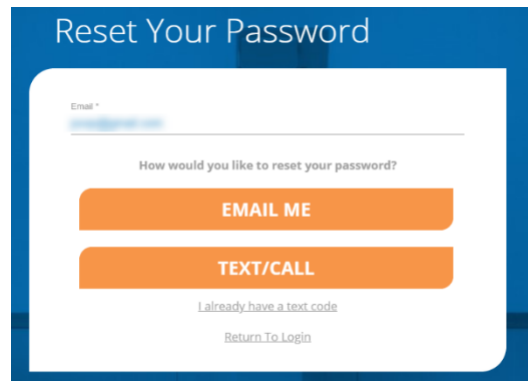 Reset Your Password
Email *
How would you like to reset your password?
EMAIL ME
TEXT/CALL
I already have a text code
Return To Login